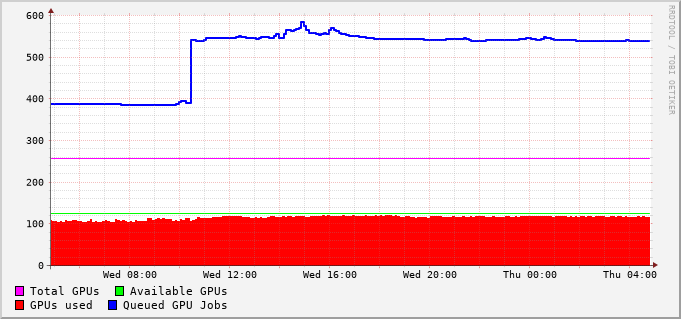 RRDTOOL / TOBI OETIKER
600
500
400
300
200
100
0
Wed 08:00 Wed 12:00 Wed 16:00 Wed 20:00 Thu 00:00 Thu 04:00
Total GPUs Available GPUs
GPUs used Queued GPU Jobs